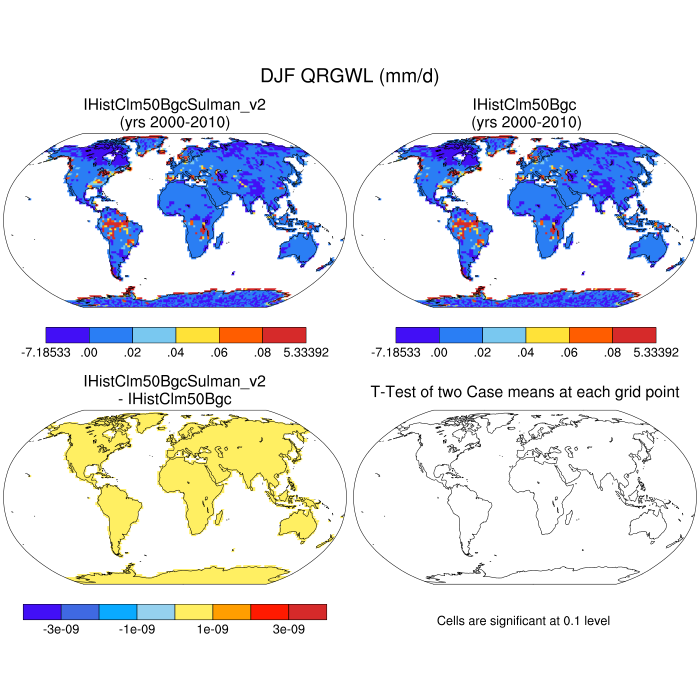 DJF QRGWL (mm/d)
IHistClm50BgcSulman_v2
(yrs 2000-2010)
IHistClm50Bgc
(yrs 2000-2010)
-7.18533 .00 .02 .04 .06 .08 5.33392
-7.18533 .00 .02 .04 .06 .08 5.33392
IHistClm50BgcSulman_v2
- IHistClm50Bgc
T-Test of two Case means at each grid point
-3e-09 -1e-09 1e-09 3e-09
Cells are significant at 0.1 level